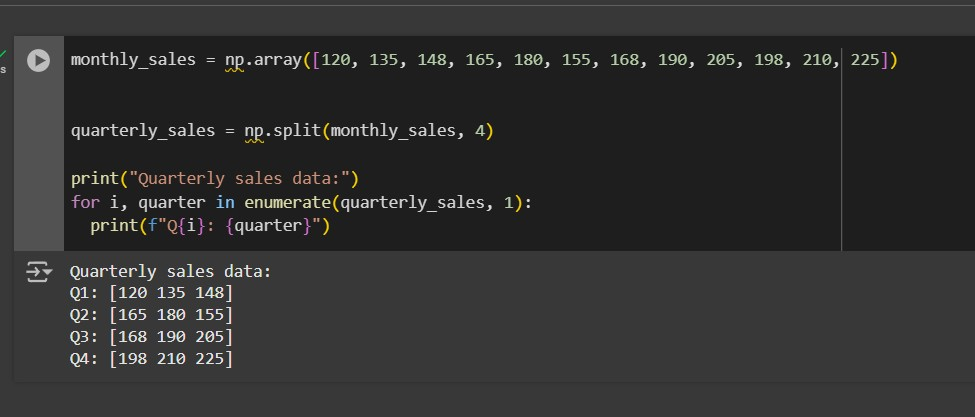 s
monthly_sales = np.array([120, 135, 148, 165, 180, 155, 168, 190, 205, 198, 210, 225])
quarterly_sales = np.split(monthly_sales, 4)
print("Quarterly sales data:")
for i, quarter in enumerate(quarterly_sales, 1):
  print(f"Q{i}: {quarter}")
Quarterly sales data:
Q1: [120 135 148]
Q2: [165 180 155]
Q3: [168 190 205]
Q4: [198 210 225]